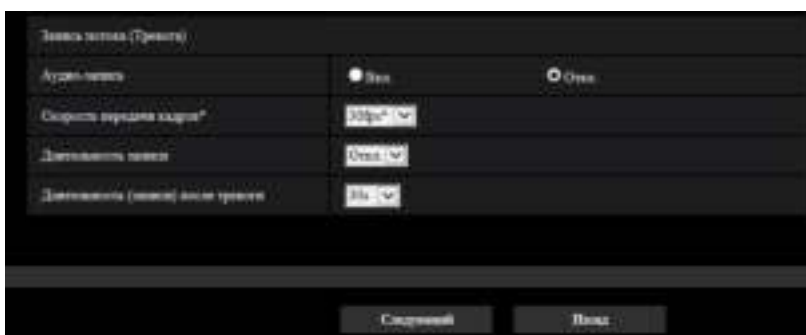 Запись потока (Тревога)
Аудио-запись
Вкл.
Откл.
Скорость передачи кадров*
30fps*
Длительность записи
Откл.
Длительность (записи) после тревоги
30s
Следующий
Назад